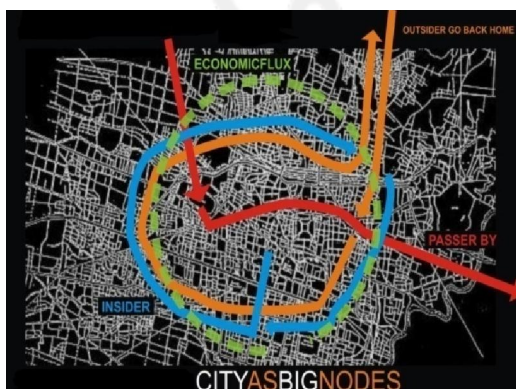 OUTSIDER GO BACK HOME
ECONOMICFLUX
PASSER BY
INSIDER
CITYASBIGNODES